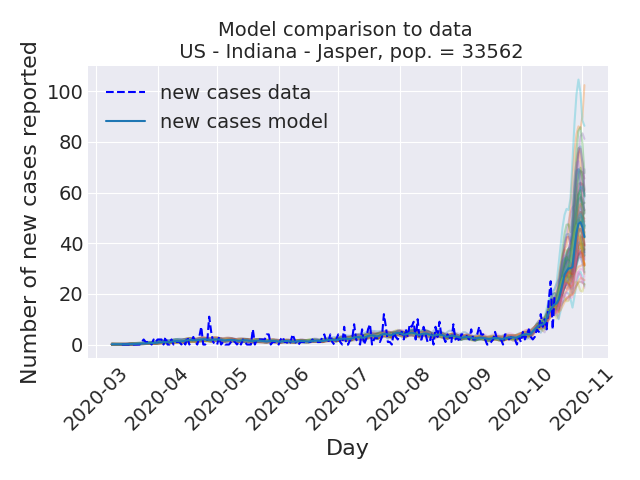 Model comparison to data
US - Indiana - Jasper, pop. = 33562
Number of new cases reported
100
80
60
40
20
0
new cases data
new cases model
2020-03
2020-04
2020-05
2020-06
2020-07
2020-08
2020-09
2020-10
2020-11
Day